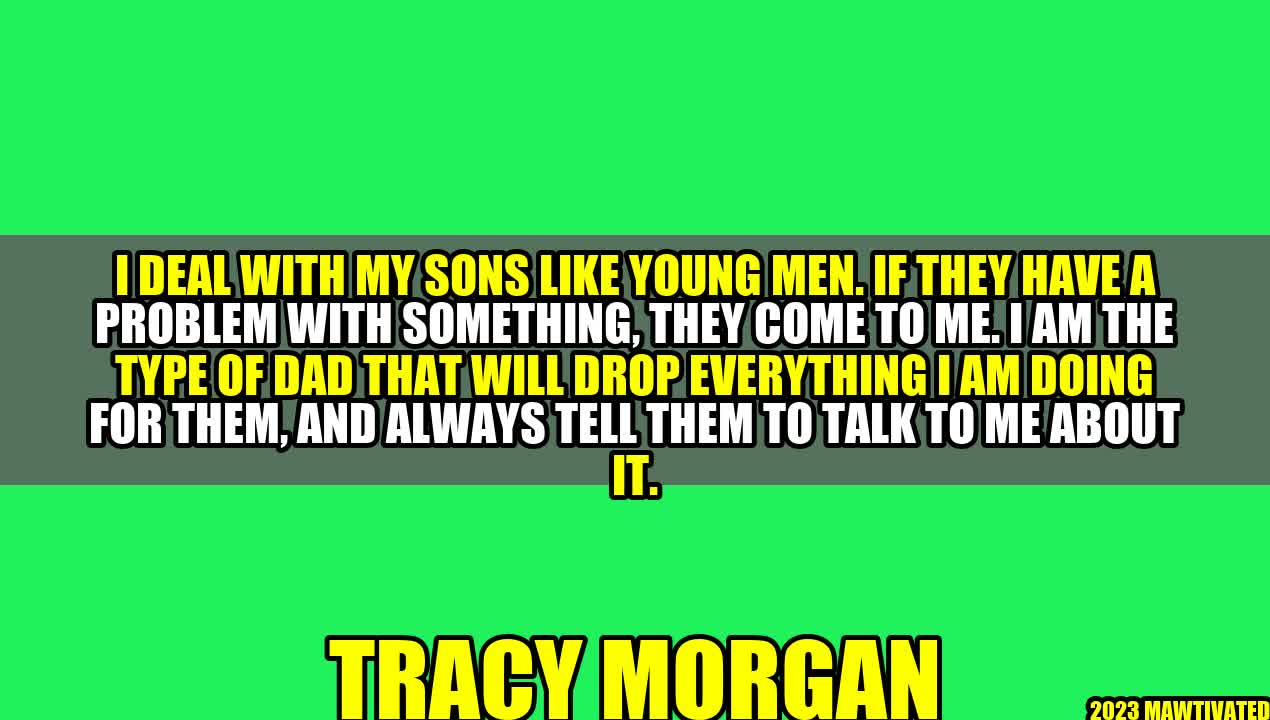 I DEAL WITH MY SONS LIKE YOUNG MEN. IF THEY HAVE A
PROBLEM WITH SOMETHING, THEY COME TO ME. I AM THE
TYPE OF DAD THAT WILL DROP EVERYTHING I AM DOING
FOR THEM, AND ALWAYS TELL THEM TO TALK TO ME ABOUT
IT.
TRACY MORGAN
2023 MAWTIVATED